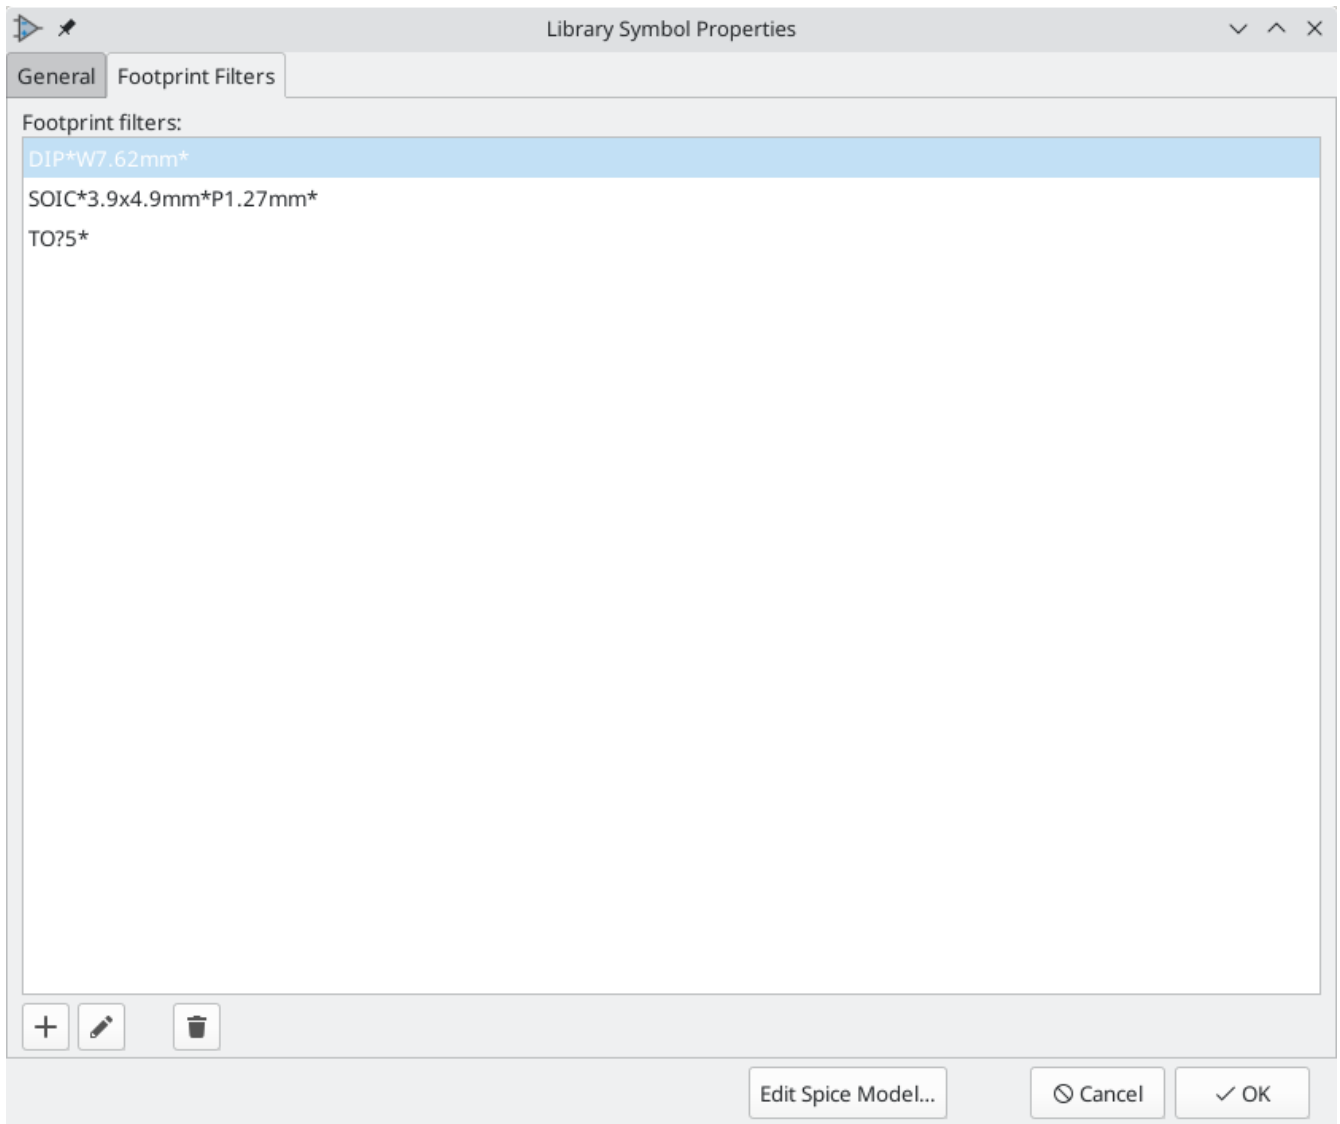 Library Symbol Properties
General
Footprint Filters
Footprint filters:
DIP*W7.62mm*
SOIC*3.9x4.9mm*P1.27mm*
TO?5*
Edit Spice Model...
Cancel
OK